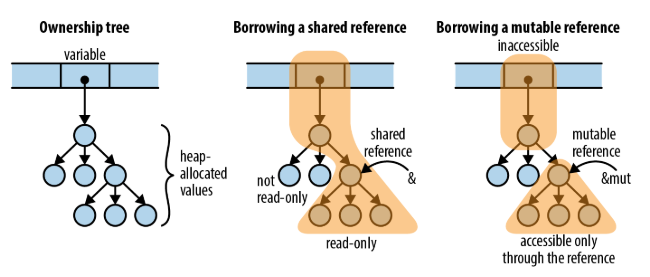 Ownership tree
variable
heap-
allocated
values
Borrowing a shared reference
shared
reference
&
not
read-only
read-only
Borrowing a mutable reference
inaccessible
mutable
reference
&mut
accessible only
through the reference